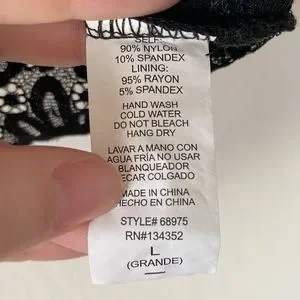 SELF:
90% NYLON
10% SPANDEX
LINING:
95% RAYON
5% SPANDEX
HAND WASH
COLD WATER
DO NOT BLEACH
HANG DRY
LAVAR A MANO CON
AGUA FRÍA NO USAR
BLANQUEADOR
SECAR COLGADO
MADE IN CHINA
HECHO EN CHINA
STYLE# 68975
RN#134352
L
(GRANDE)